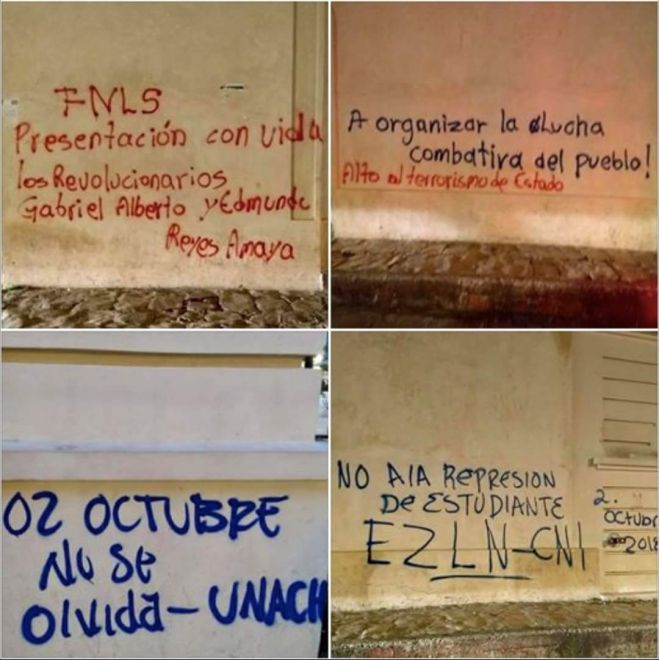 FNLS
Presentación con vida
los Revolucionarios
Gabriel Alberto y Edmundo
Reyes Amaya
A organizar la Lucha
combativa del pueblo!
Alto al terrorismo de Estado
02 OCTUBRE
No Se
olvida - UNACH
NO A lA REPRESION
De ESTUDIANTE
EZLN-CNI
2.
OCTUBR
2018